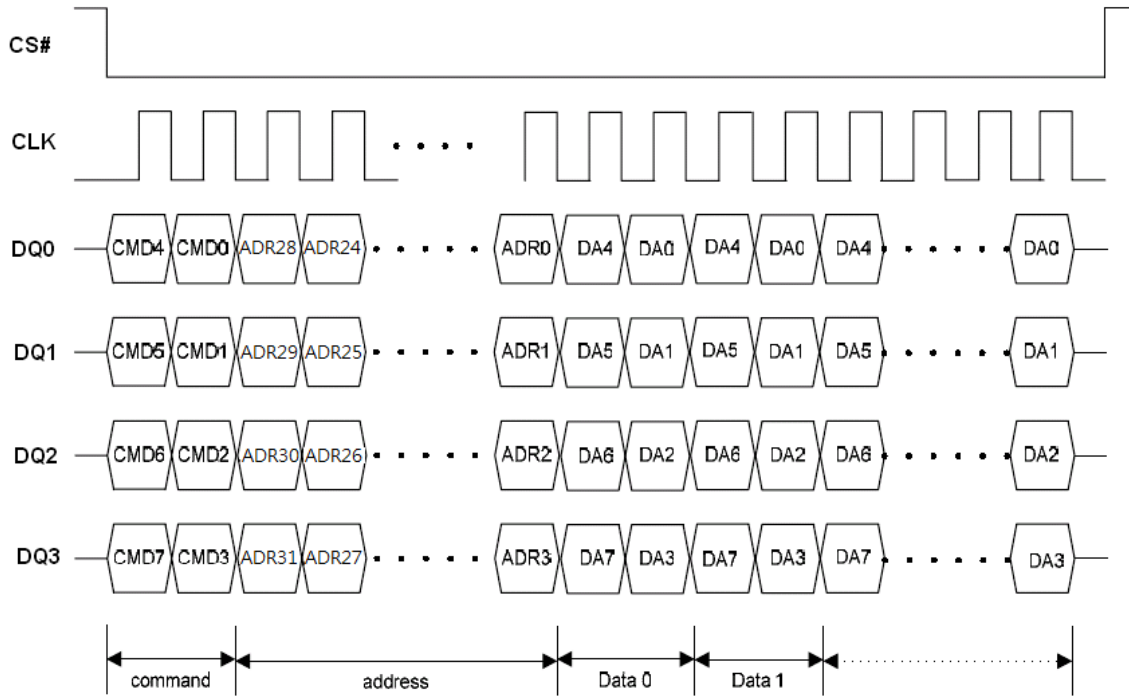 CS#
CLK
DQ0 CMD4 CMD0 ADR28 ADR24 ADR0 DA4 DA0 DA4 DA0 DA4 DA0
DQ1 CMD5 CMD1 ADR29 ADR25 ADR1 DA5 DA1 DA5 DA1 DA5 DA1
DQ2 CMD6 CMD2 ADR30 ADR26 ADR2 DA6 DA2 DA6 DA2 DA6 DA2
DQ3 CMD7 CMD3 ADR31 ADR27 ADR3 DA7 DA3 DA7 DA3 DA7 DA3
command address Data 0 Data 1